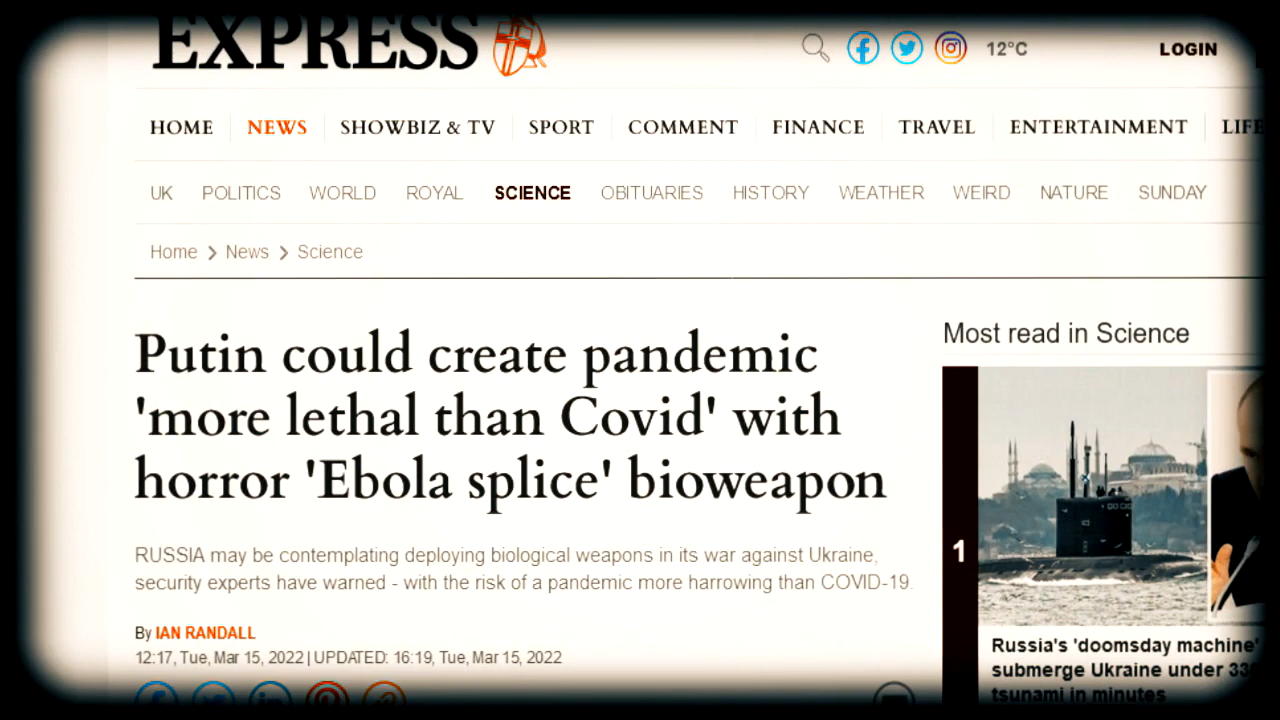 EXPRESS
12°C
LOGIN
HOME NEWS SHOWBIZ & TV SPORT COMMENT FINANCE TRAVEL ENTERTAINMENT LIFE
UK POLITICS WORLD ROYAL SCIENCE OBITUARIES HISTORY WEATHER WEIRD NATURE SUNDAY
Home > News > Science
Putin could create pandemic
'more lethal than Covid' with
horror 'Ebola splice' bioweapon
RUSSIA may be contemplating deploying biological weapons in its war against Ukraine,
security experts have warned - with the risk of a pandemic more harrowing than COVID-19.
By IAN RANDALL
12:17, Tue, Mar 15, 2022 | UPDATED: 16:19, Tue, Mar 15, 2022
Most read in Science
1
Russia's 'doomsday machine'
submerge Ukraine under
tsunami in minutes